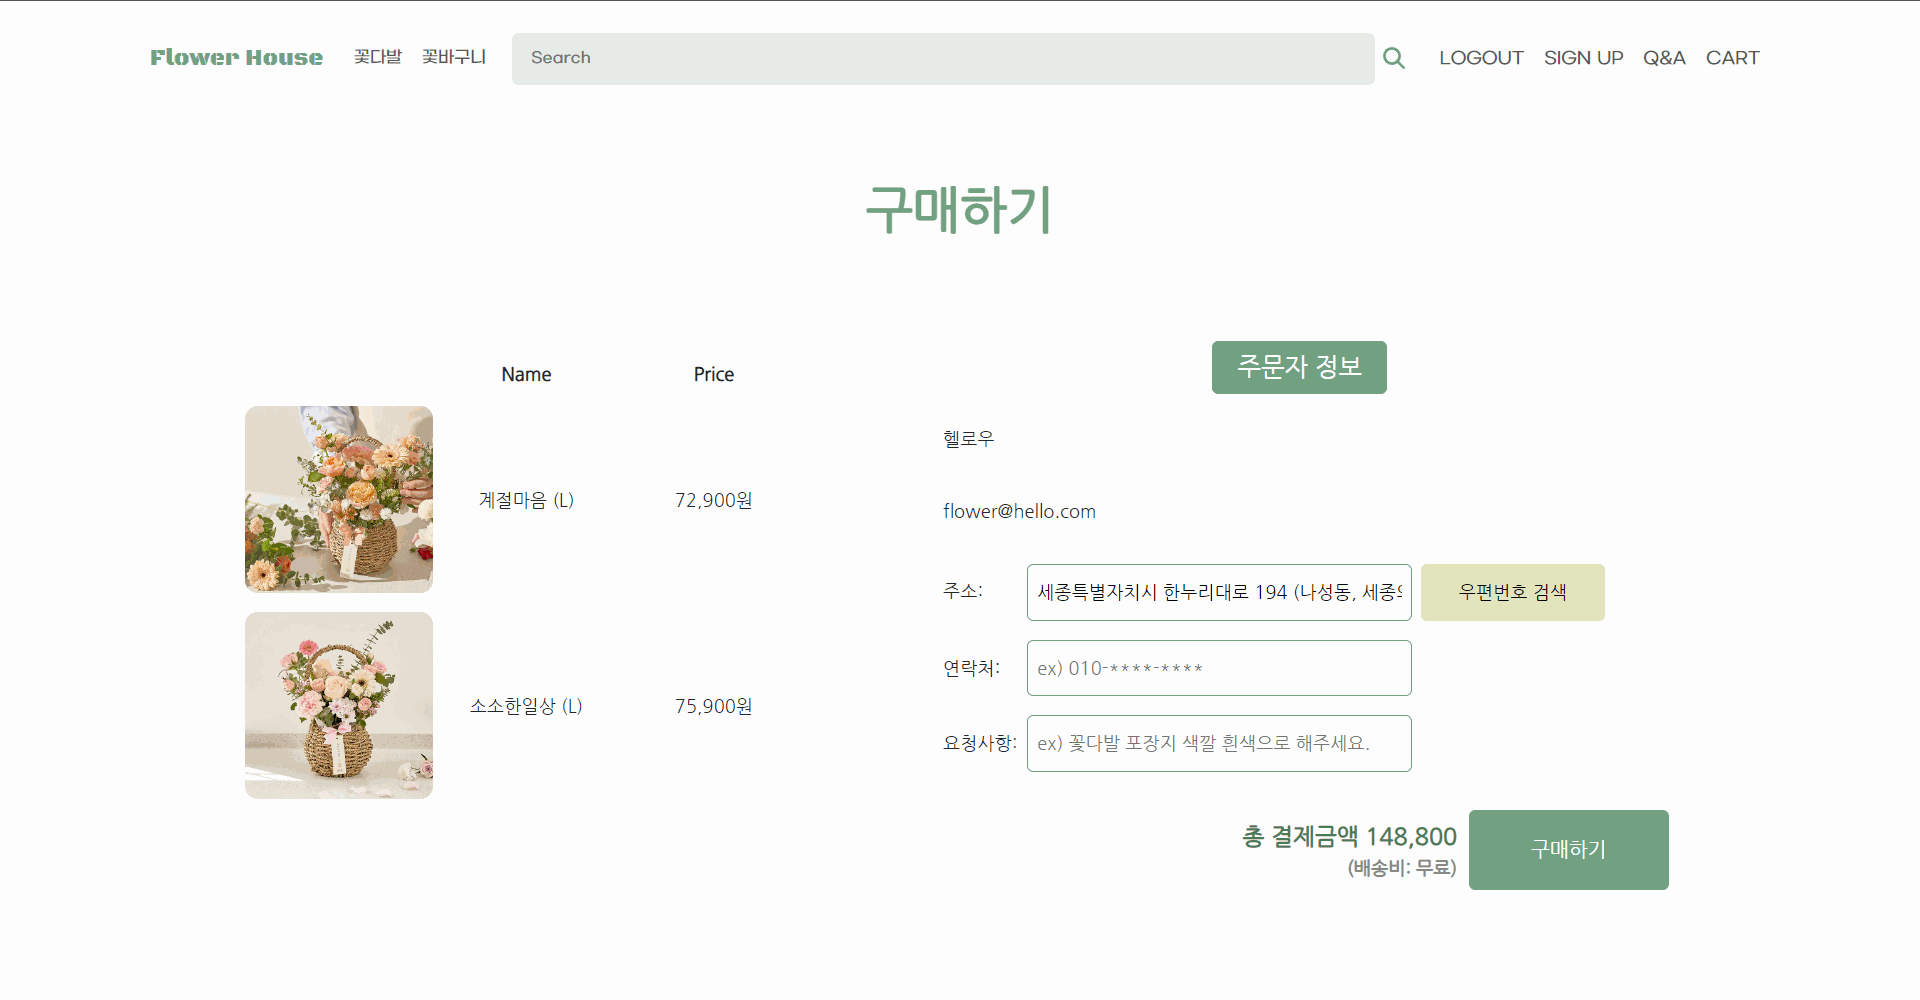 Flower House 꽃다발 꽃바구니 Search LOGOUT SIGN UP Q&A CART
구매하기
Name Price
계절마음 (L) 72,900원
소소한일상 (L) 75,900원
주문자 정보
헬로우
flower@hello.com
주소: 세종특별자치시 한누리대로 194 (나성동, 세종 우편번호 검색
연락처: ex) 010-****-****
요청사항: ex) 꽃다발 포장지 색깔 흰색으로 해주세요.
총 결제금액 148,800
(배송비: 무료)
구매하기